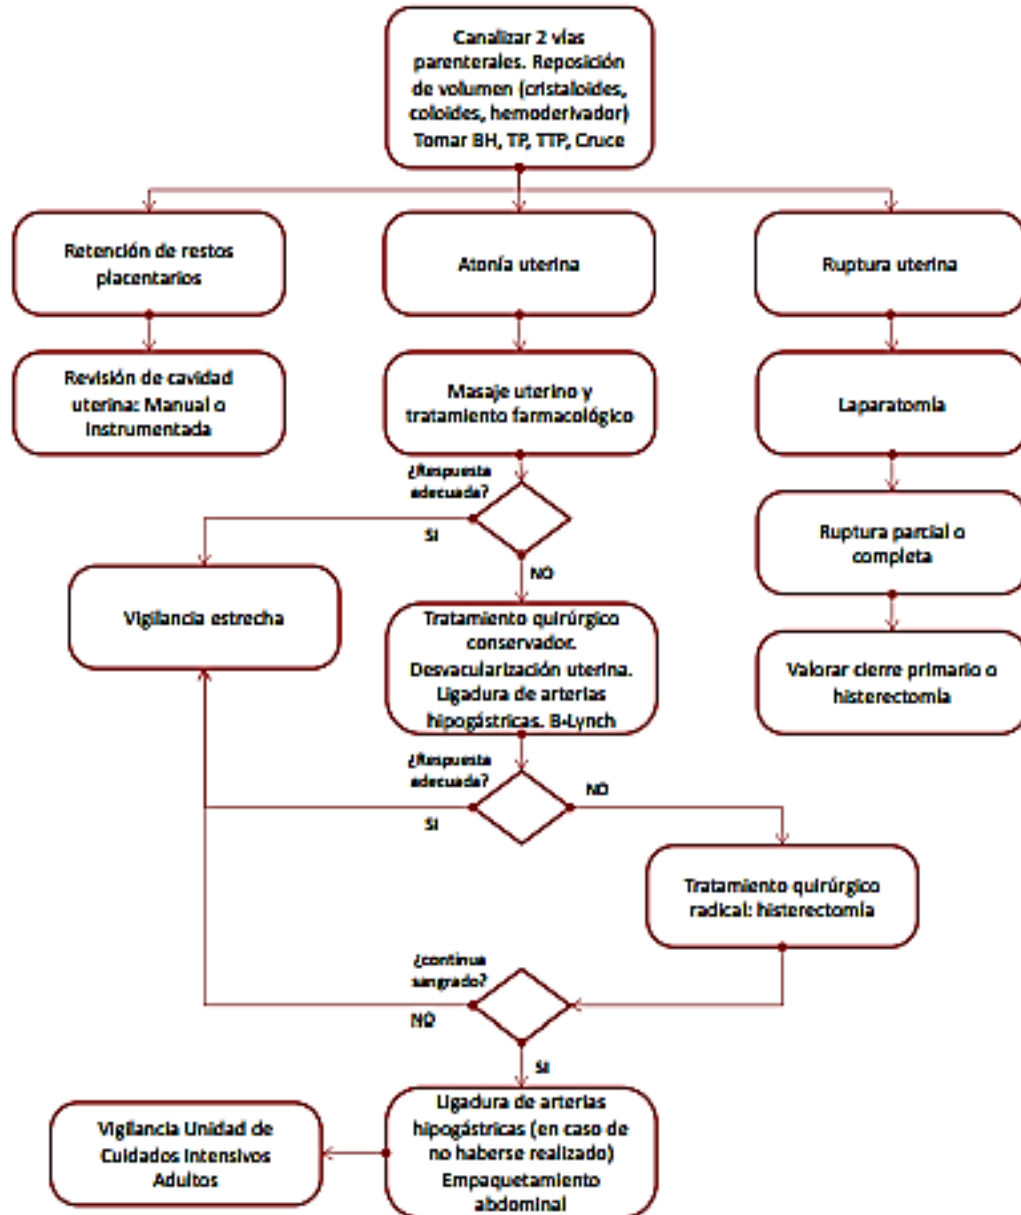 Canalizar 2 vías
parenterales. Reposición
de volumen (cristaloides,
coloides, hemoderivador)
Tomar BH, TP, TTP, Cruce
Retención de restos
placentarios
Atonía uterina
Ruptura uterina
Revisión de cavidad
uterina: Manual o
Instrumentada
Masaje uterino y
tratamiento farmacológico
Laparatomía
¿Respuesta
adecuada?
SI
NO
Ruptura parcial o
completa
Vigilancia estrecha
Tratamiento quirúrgico
conservador.
Desvacularización uterina.
Ligadura de arterias
hipogástricas. B-Lynch
Valorar cierre primario o
histerectomía
¿Respuesta
adecuada?
SI
NO
Tratamiento quirúrgico
radical: histerectomía
¿continua
sangrado?
NO
SI
Ligadura de arterias
hipogástricas (en caso de
no haberse realizado)
Empaquetamiento
abdominal
Vigilancia Unidad de
Cuidados Intensivos
Adultos